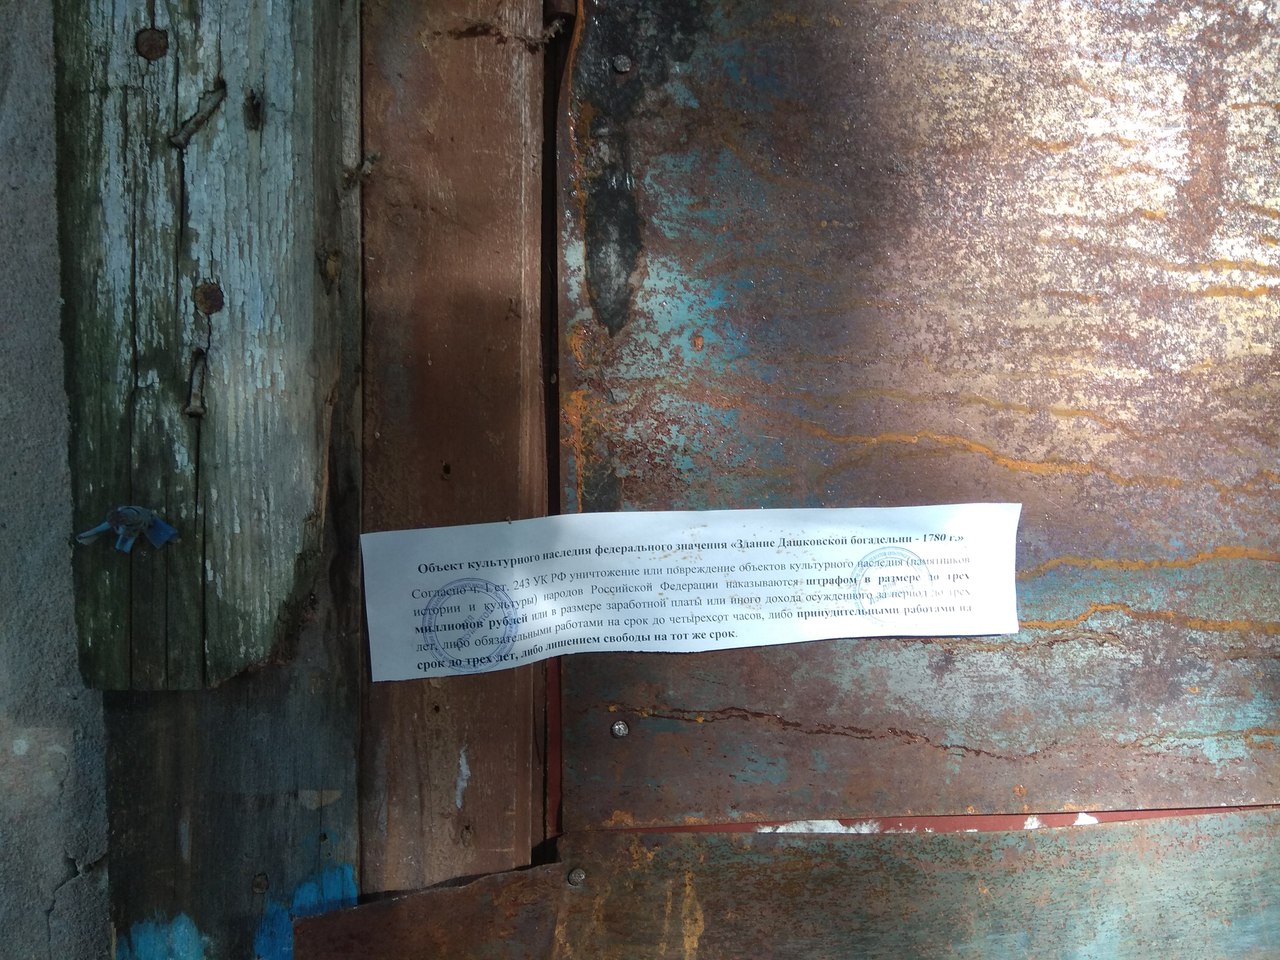 Объект культурного наследия федерального значения «Здание Дашковской богадельни - 1780 г.»
Согласно ч. 1 ст. 243 УК РФ уничтожение или повреждение объектов культурного наследия (памятников
истории и культуры) народов Российской Федерации наказываются штрафом в размере до трех
миллионов рублей или в размере заработной платы или иного дохода осужденного за период до трех
лет, либо обязательными работами на срок до четырехсот часов, либо принудительными работами на
срок до трех лет, либо лишением свободы на тот же срок.